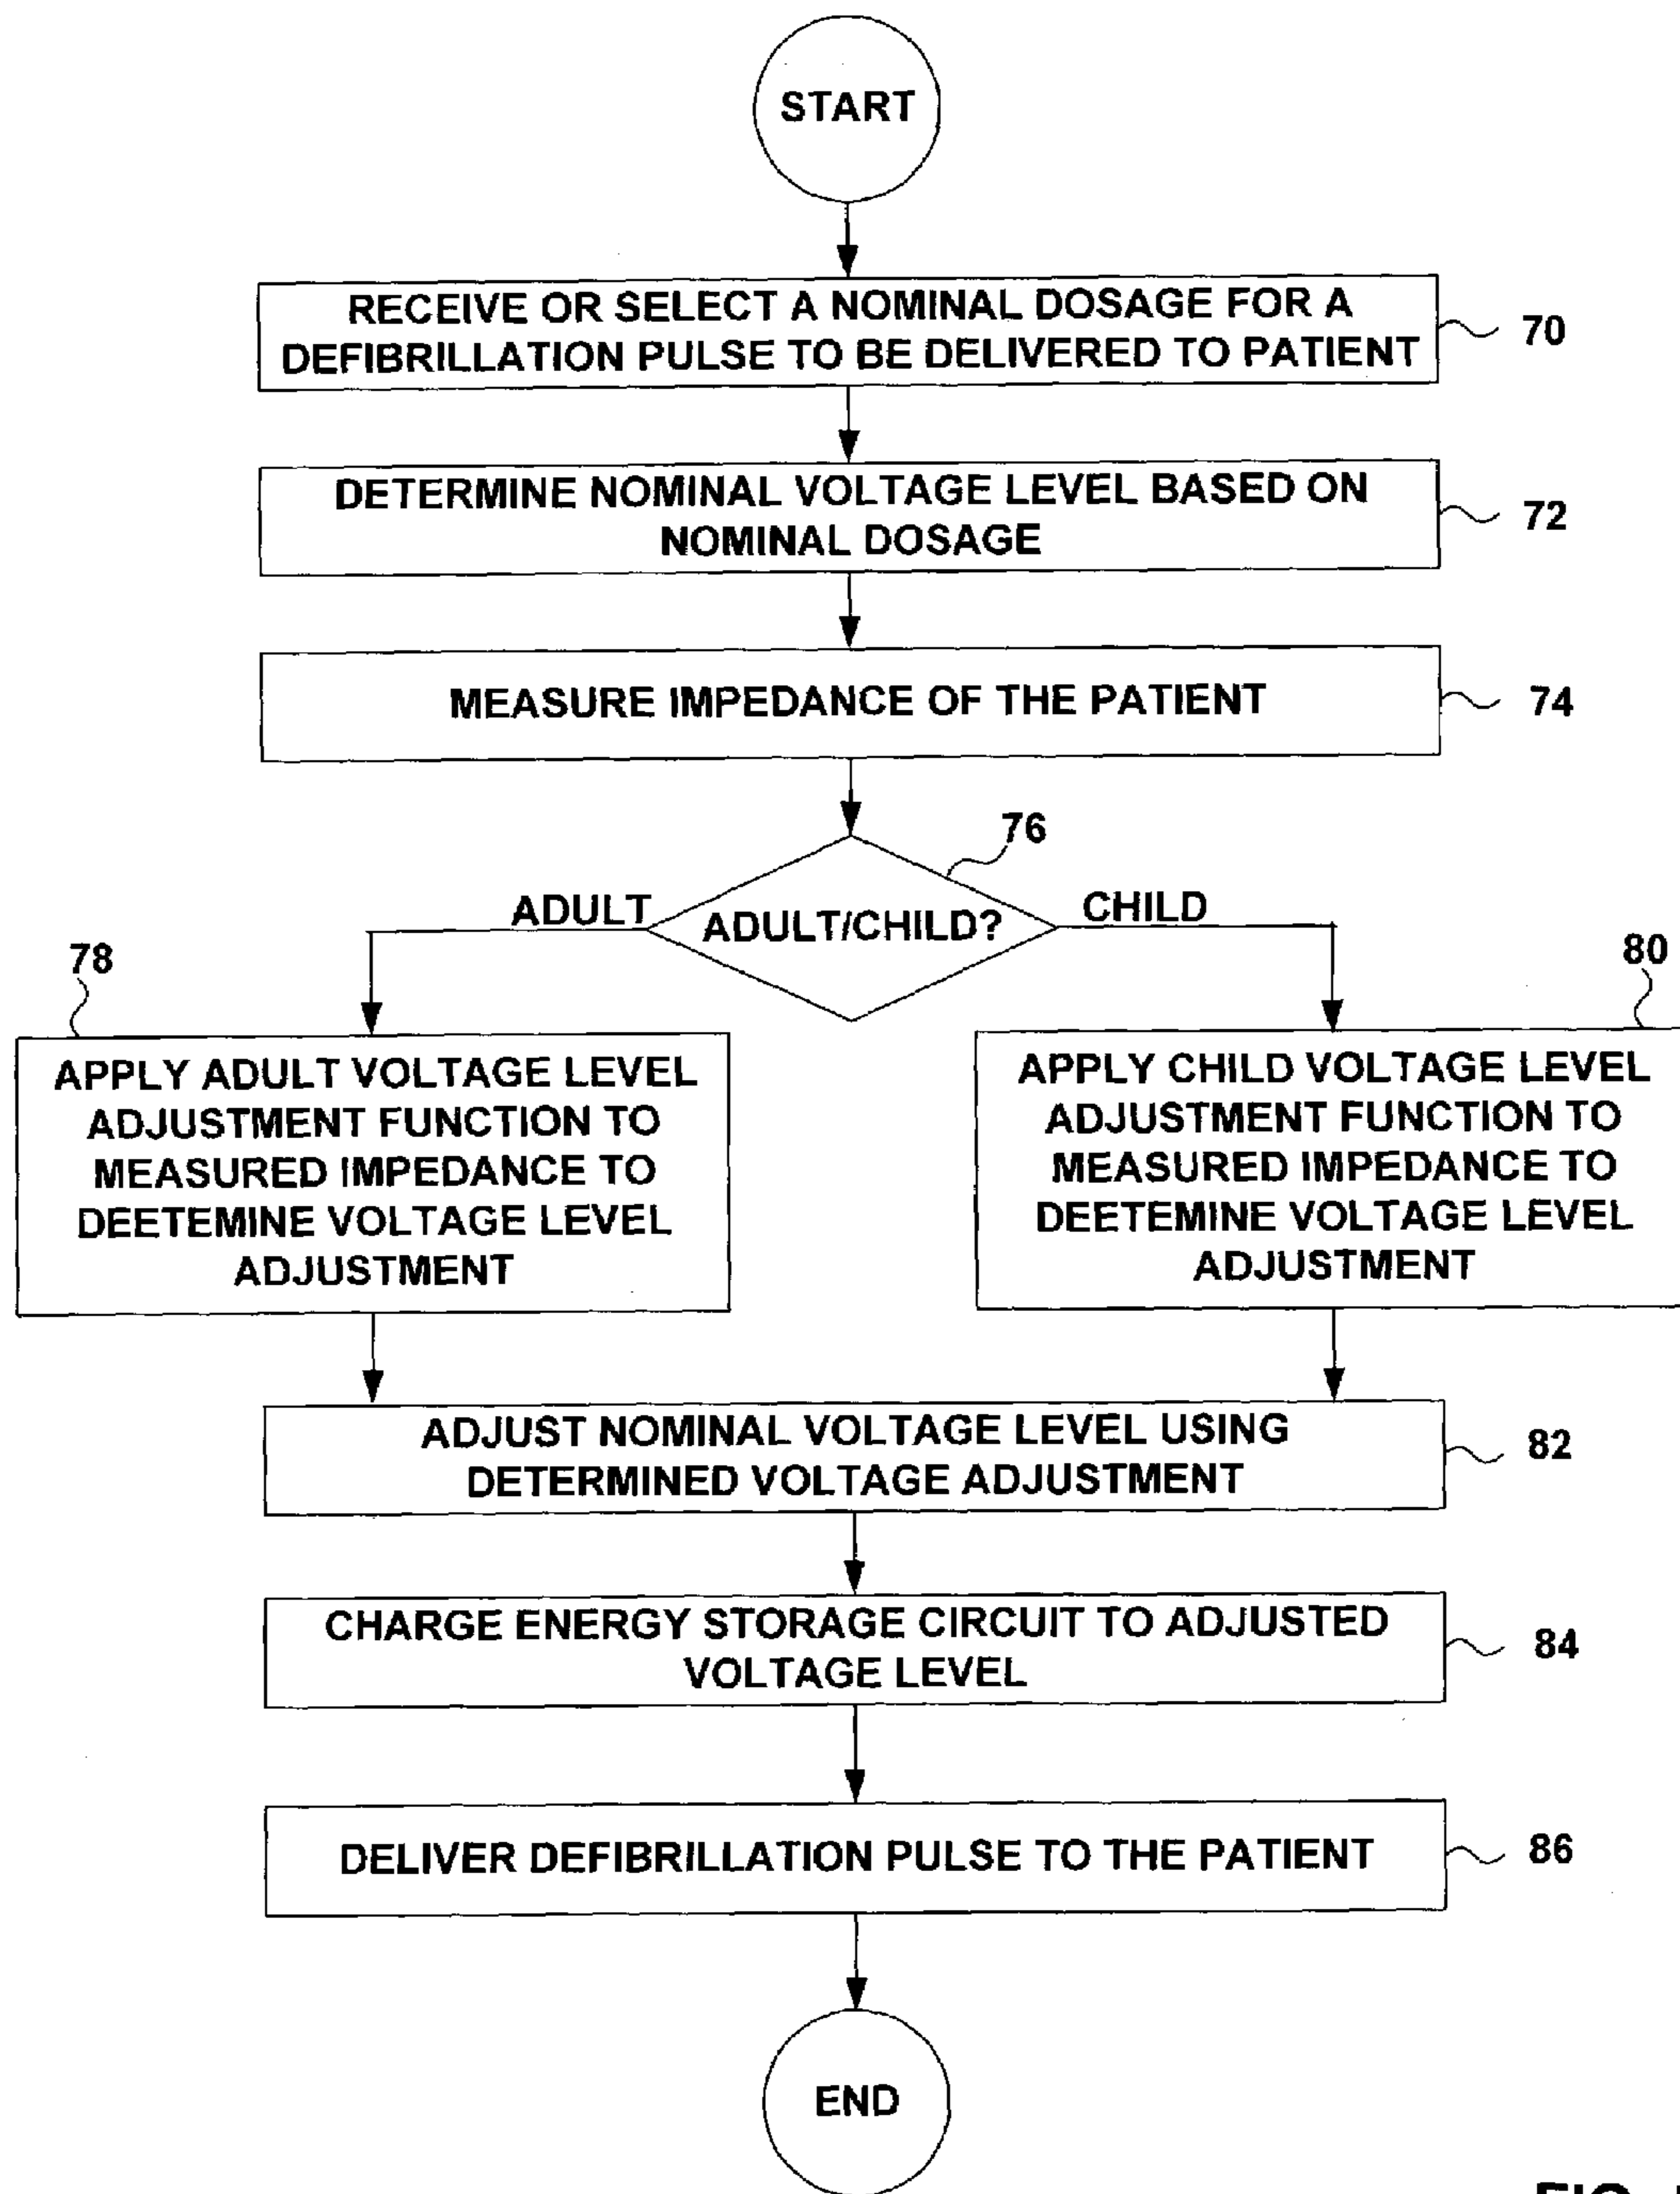 START
RECEIVE OR SELECT A NOMINAL DOSAGE FOR A
DEFIBRILLATION PULSE TO BE DELIVERED TO PATIENT
70
DETERMINE NOMINAL VOLTAGE LEVEL BASED ON
NOMINAL DOSAGE
72
MEASURE IMPEDANCE OF THE PATIENT
74
76
ADULT
ADULT/CHILD?
CHILD
78
APPLY ADULT VOLTAGE LEVEL
ADJUSTMENT FUNCTION TO
MEASURED IMPEDANCE TO
DEETEMINE VOLTAGE LEVEL
ADJUSTMENT
80
APPLY CHILD VOLTAGE LEVEL
ADJUSTMENT FUNCTION TO
MEASURED IMPEDANCE TO
DEETEMINE VOLTAGE LEVEL
ADJUSTMENT
ADJUST NOMINAL VOLTAGE LEVEL USING
DETERMINED VOLTAGE ADJUSTMENT
82
CHARGE ENERGY STORAGE CIRCUIT TO ADJUSTED
VOLTAGE LEVEL
84
DELIVER DEFIBRILLATION PULSE TO THE PATIENT
86
END